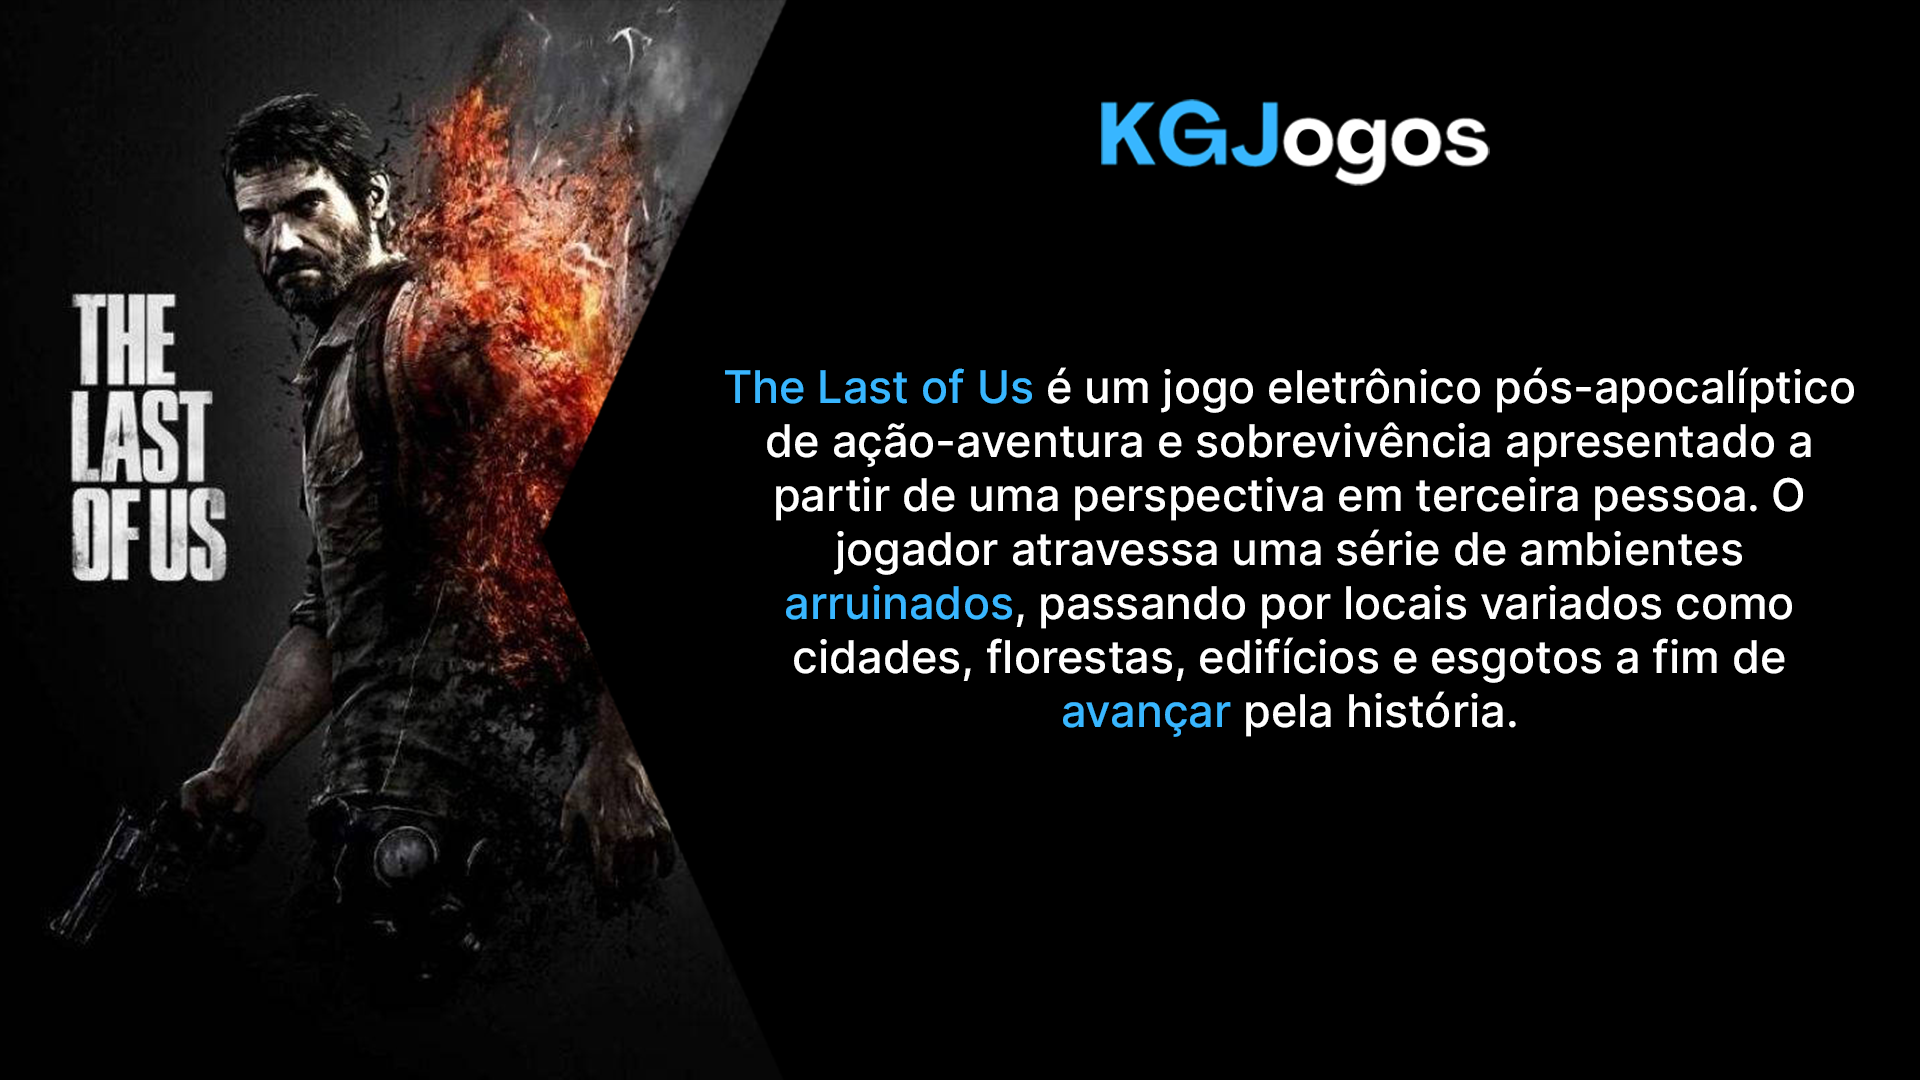 THE
LAST
OF US
KGJogos
The Last of Us é um jogo eletrônico pós-apocalíptico
de ação-aventura e sobrevivência apresentado a
partir de uma perspectiva em terceira pessoa. O
jogador atravessa uma série de ambientes
arruinados, passando por locais variados como
cidades, florestas, edifícios e esgotos a fim de
avançar pela história.